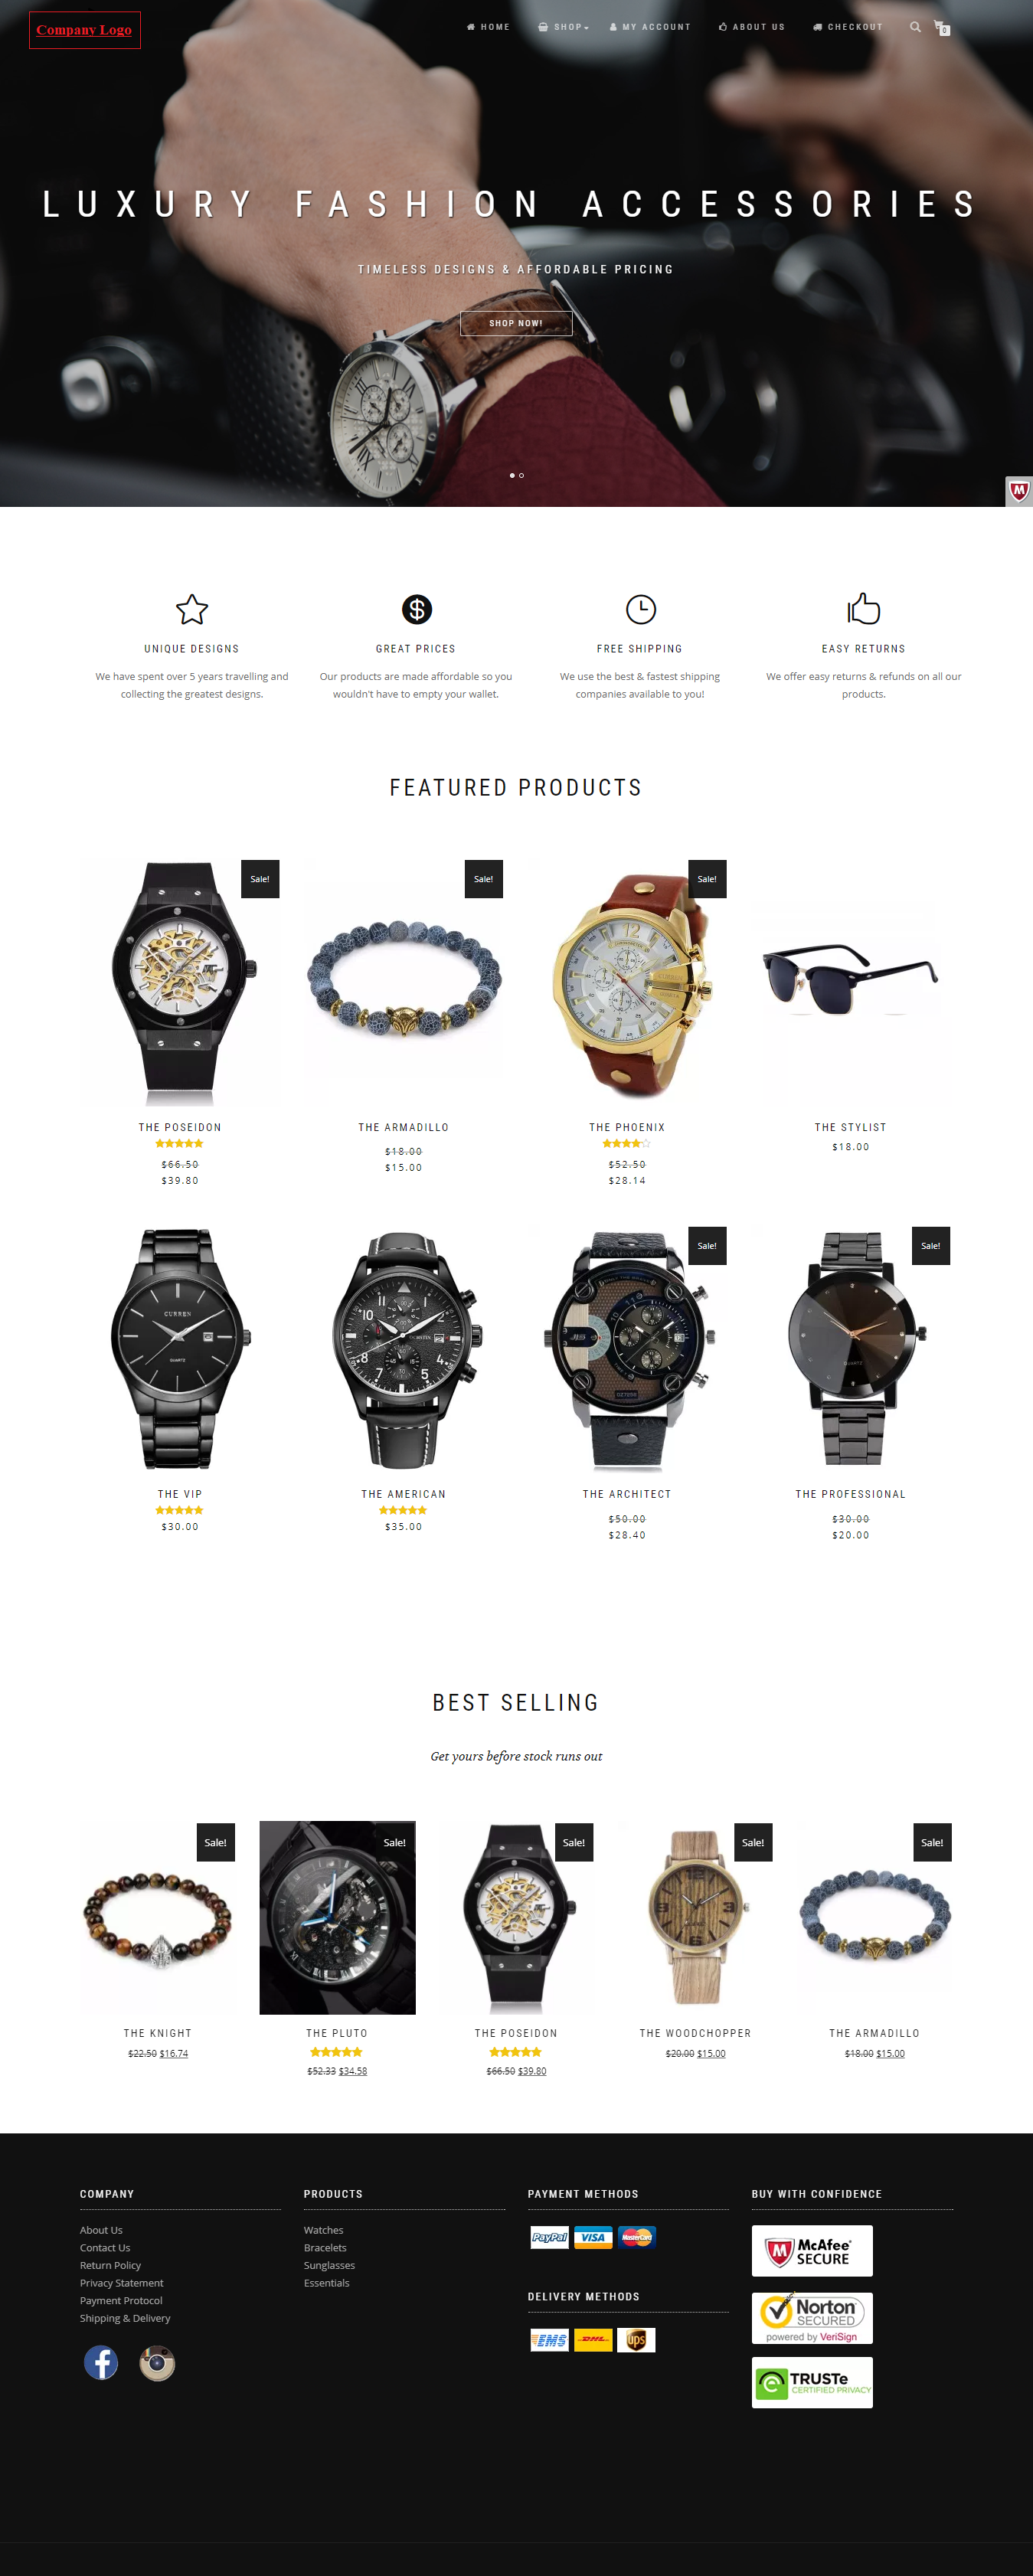 Company Logo
HOME SHOP MY ACCOUNT ABOUT US CHECKOUT 0
LUXURY FASHION ACCESSORIES
TIMELESS DESIGNS & AFFORDABLE PRICING
SHOP NOW!
UNIQUE DESIGNS
We have spent over 5 years travelling and
collecting the greatest designs.
GREAT PRICES
Our products are made affordable so you
wouldn't have to empty your wallet.
FREE SHIPPING
We use the best & fastest shipping
companies available to you!
EASY RETURNS
We offer easy returns & refunds on all our
products.
FEATURED PRODUCTS
Sale!
THE POSEIDON
$66.50
$39.80
Sale!
THE ARMADILLO
$18.00
$15.00
Sale!
THE PHOENIX
$52.50
$28.14
THE STYLIST
$18.00
CURREN
QUARTZ
THE VIP
$30.00
THE AMERICAN
$35.00
Sale!
THE ARCHITECT
$50.00
$28.40
Sale!
QUARTZ
THE PROFESSIONAL
$30.00
$20.00
BEST SELLING
Get yours before stock runs out
Sale!
THE KNIGHT
$22.50 $16.74
Sale!
THE PLUTO
$52.33 $34.58
Sale!
THE POSEIDON
$66.50 $39.80
Sale!
THE WOODCHOPPER
$20.00 $15.00
Sale!
THE ARMADILLO
$18.00 $15.00
COMPANY
About Us
Contact Us
Return Policy
Privacy Statement
Payment Protocol
Shipping & Delivery
PRODUCTS
Watches
Bracelets
Sunglasses
Essentials
PAYMENT METHODS
PayPal VISA MasterCard
DELIVERY METHODS
EMS DHL ups
BUY WITH CONFIDENCE
McAfee
SECURE
Norton
SECURED
powered by VeriSign
TRUSTe
CERTIFIED PRIVACY